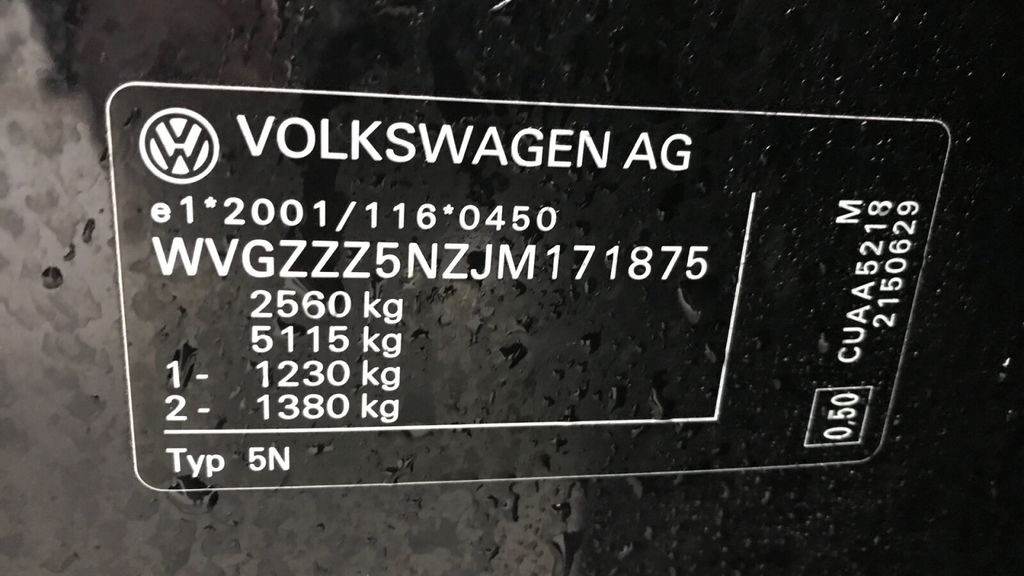 VOLKSWAGEN AG
e1*2001/116*0450
WVGZZZ5NZJM171875
2560 kg
5115 kg
1- 1230 kg
2- 1380 kg
Typ 5N
M
CUAA5218
2150629
0.50